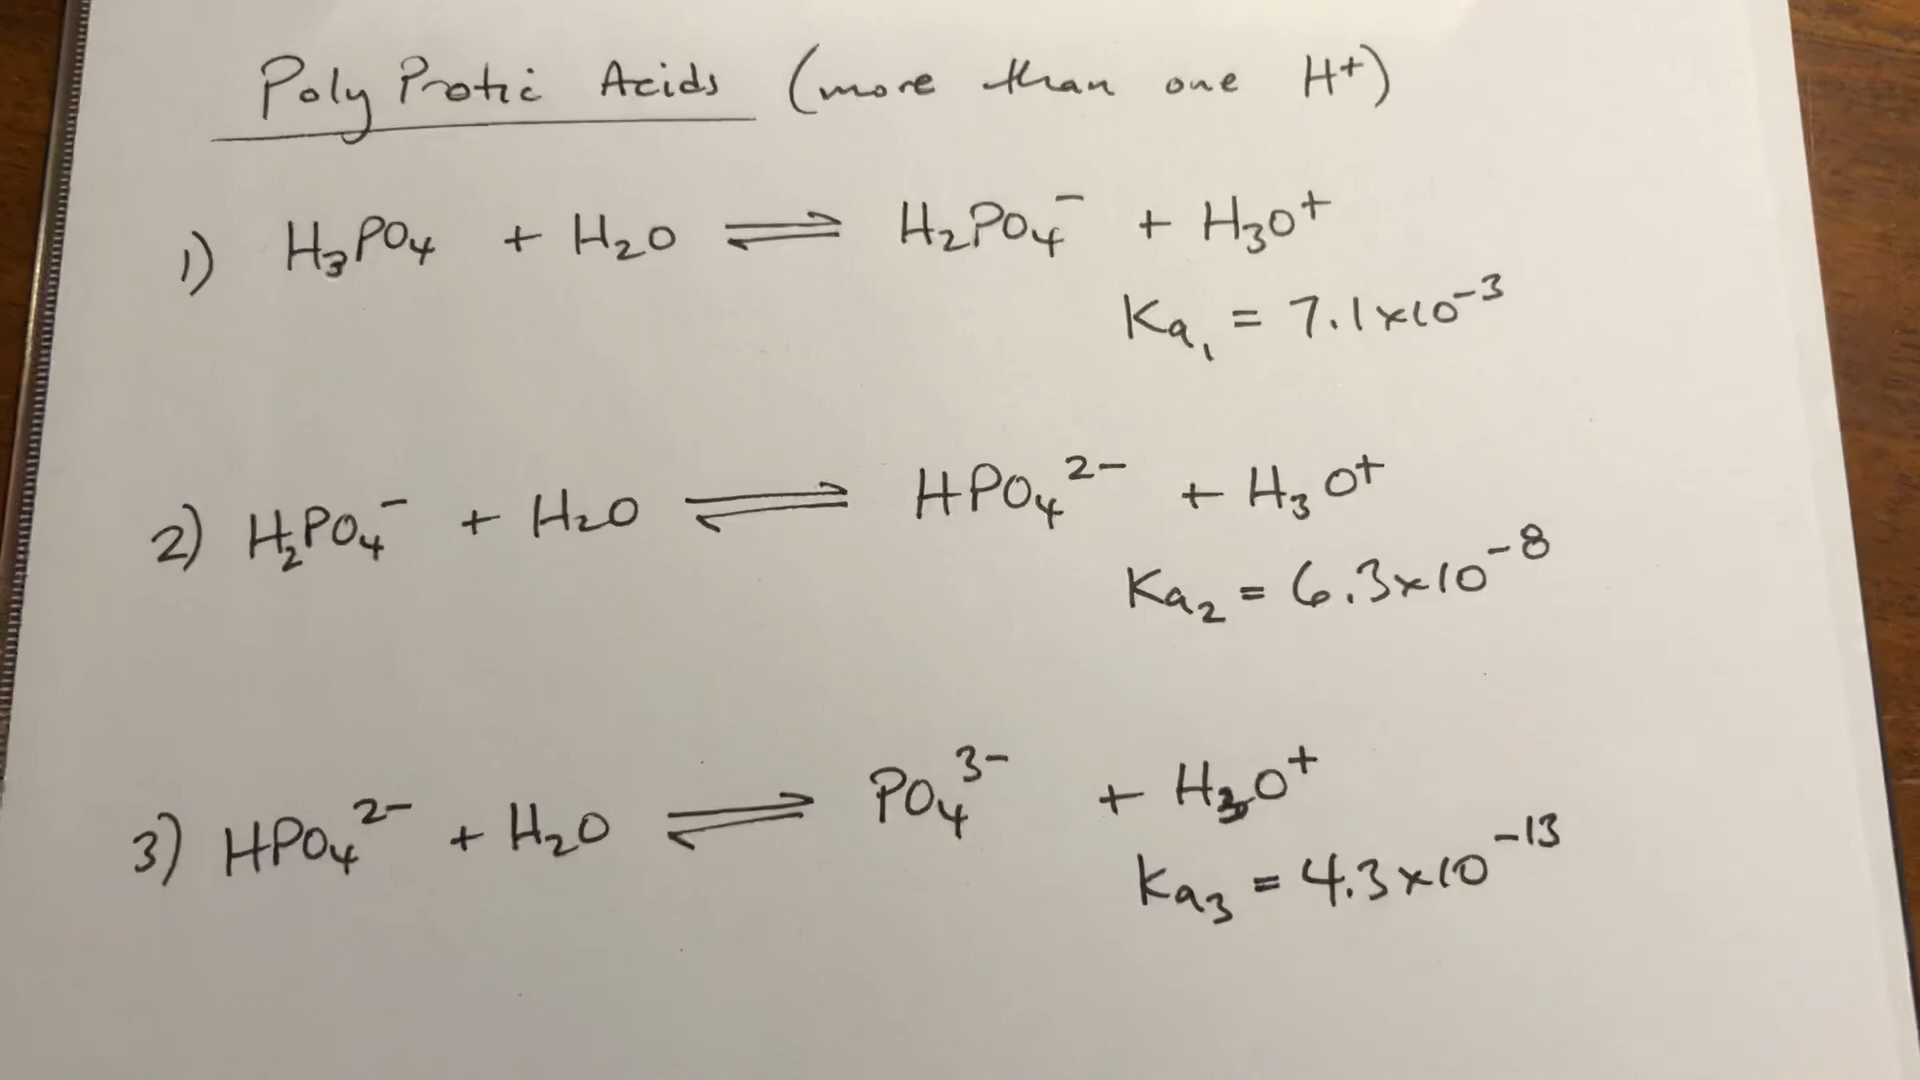 Poly Protic Acids (more than one H⁺)
1) H₃PO₄ + H₂O ⇌ H₂PO₄⁻ + H₃O⁺
Ka₁ = 7.1×10⁻³
2) H₂PO₄⁻ + H₂O ⇌ HPO₄²⁻ + H₃O⁺
Ka₂ = 6.3×10⁻⁸
3) HPO₄²⁻ + H₂O ⇌ PO₄³⁻ + H₃O⁺
Ka₃ = 4.3×10⁻¹³